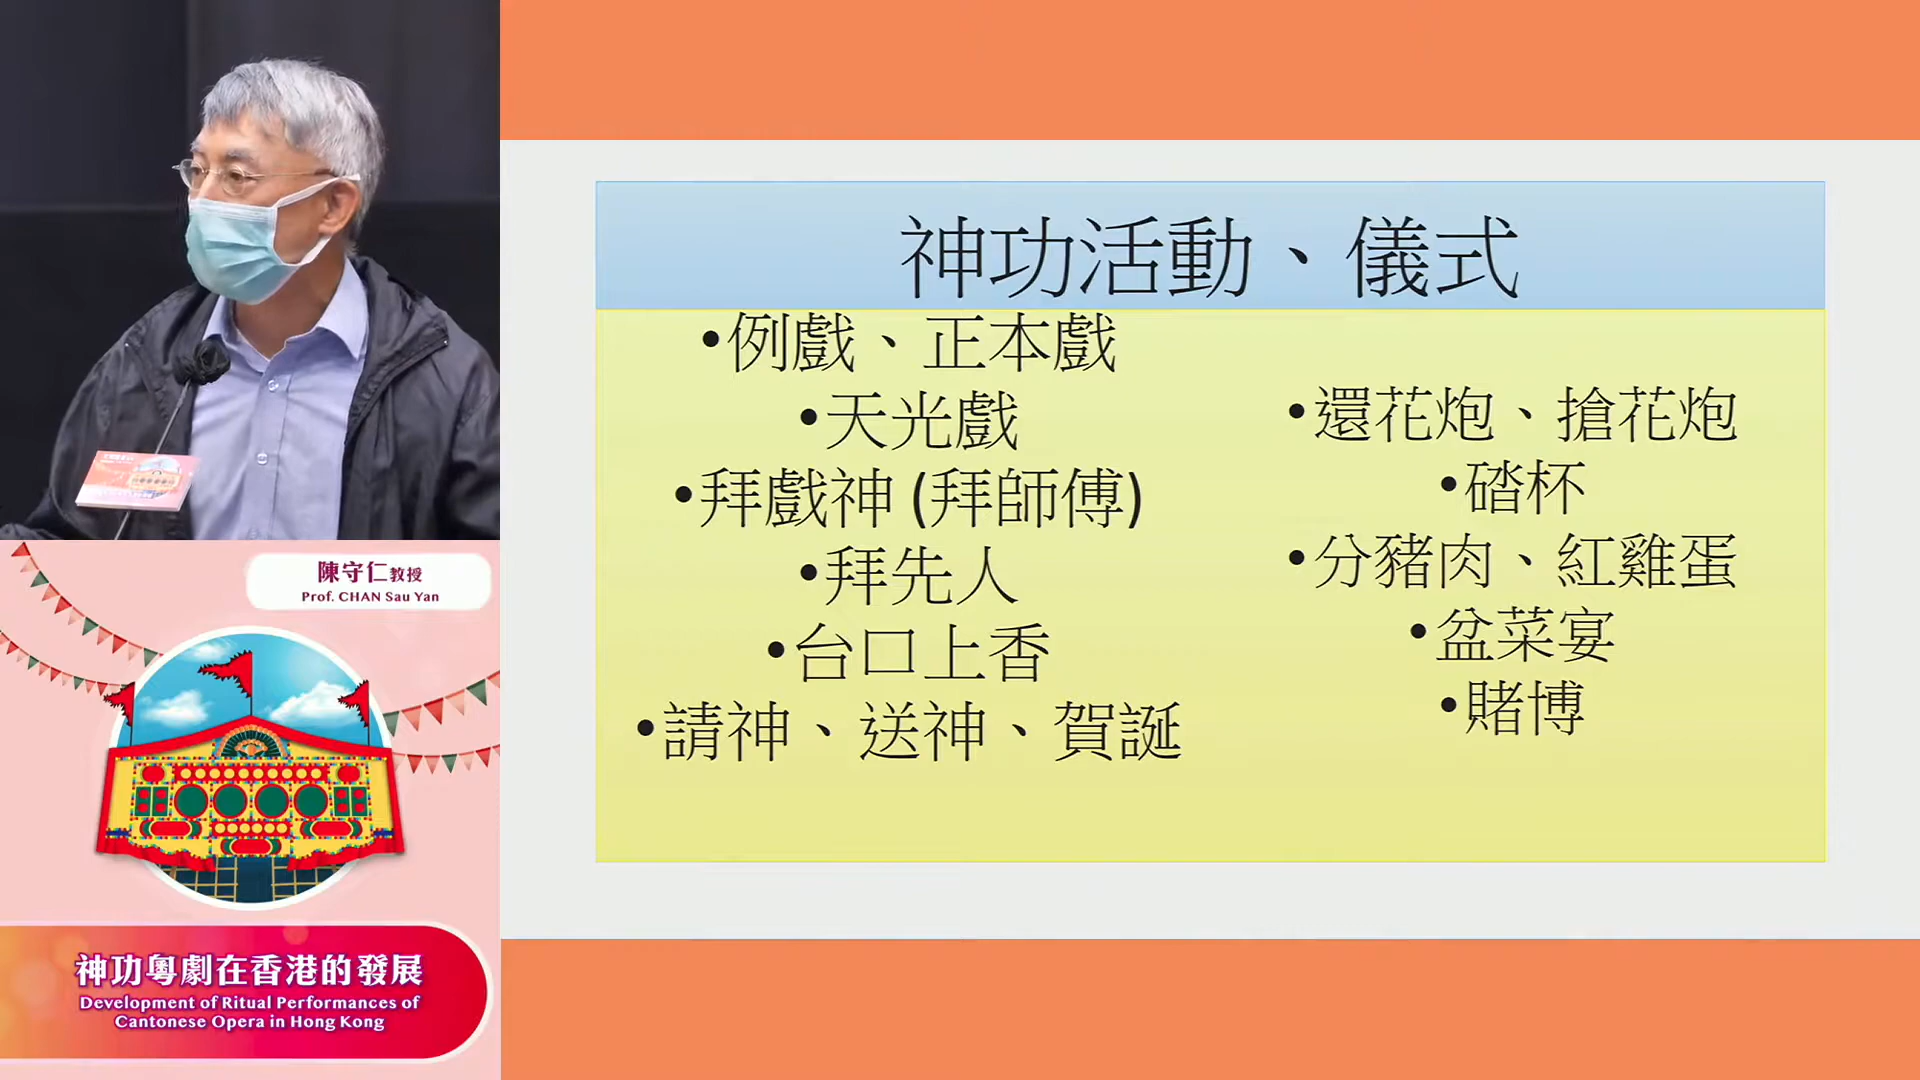 神功活動、儀式
•例戲、正本戲
•天光戲
•拜戲神 (拜師傅)
•拜先人
•台口上香
•請神、送神、賀誕
•還花炮、搶花炮
•碴杯
•分豬肉、紅雞蛋
•盆菜宴
•賭博
陳守仁教授
Prof. CHAN Sau Yan
神功粵劇在香港的發展
Development of Ritual Performances of
Cantonese Opera in Hong Kong